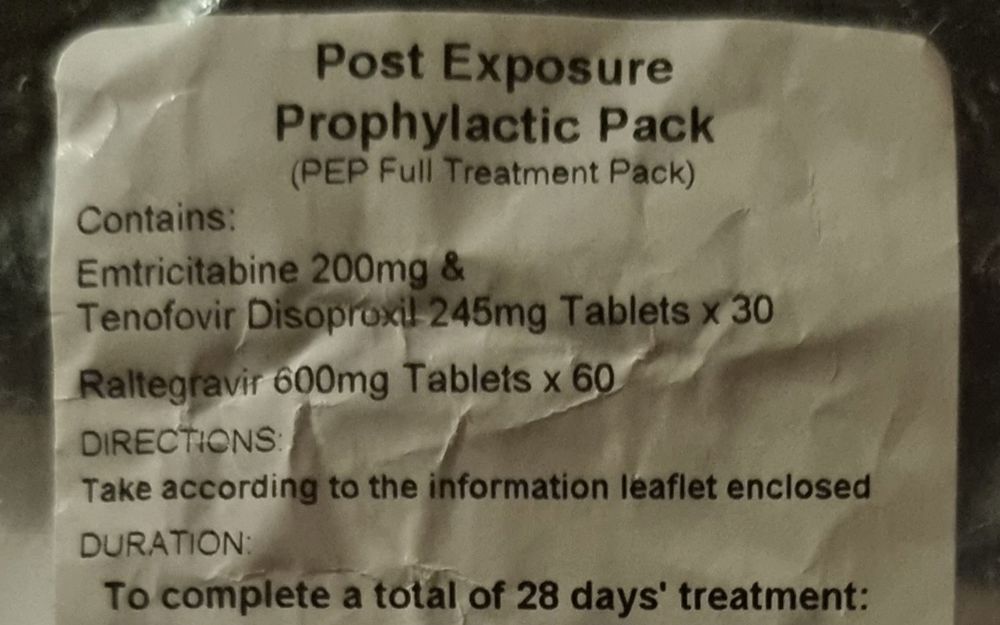 Post Exposure
Prophylactic Pack
(PEP Full Treatment Pack)
Contains:
Emtricitabine 200mg &
Tenofovir Disoproxil 245mg Tablets x 30
Raltegravir 600mg Tablets x 60
DIRECTIONS:
Take according to the information leaflet enclosed
DURATION:
To complete a total of 28 days' treatment: